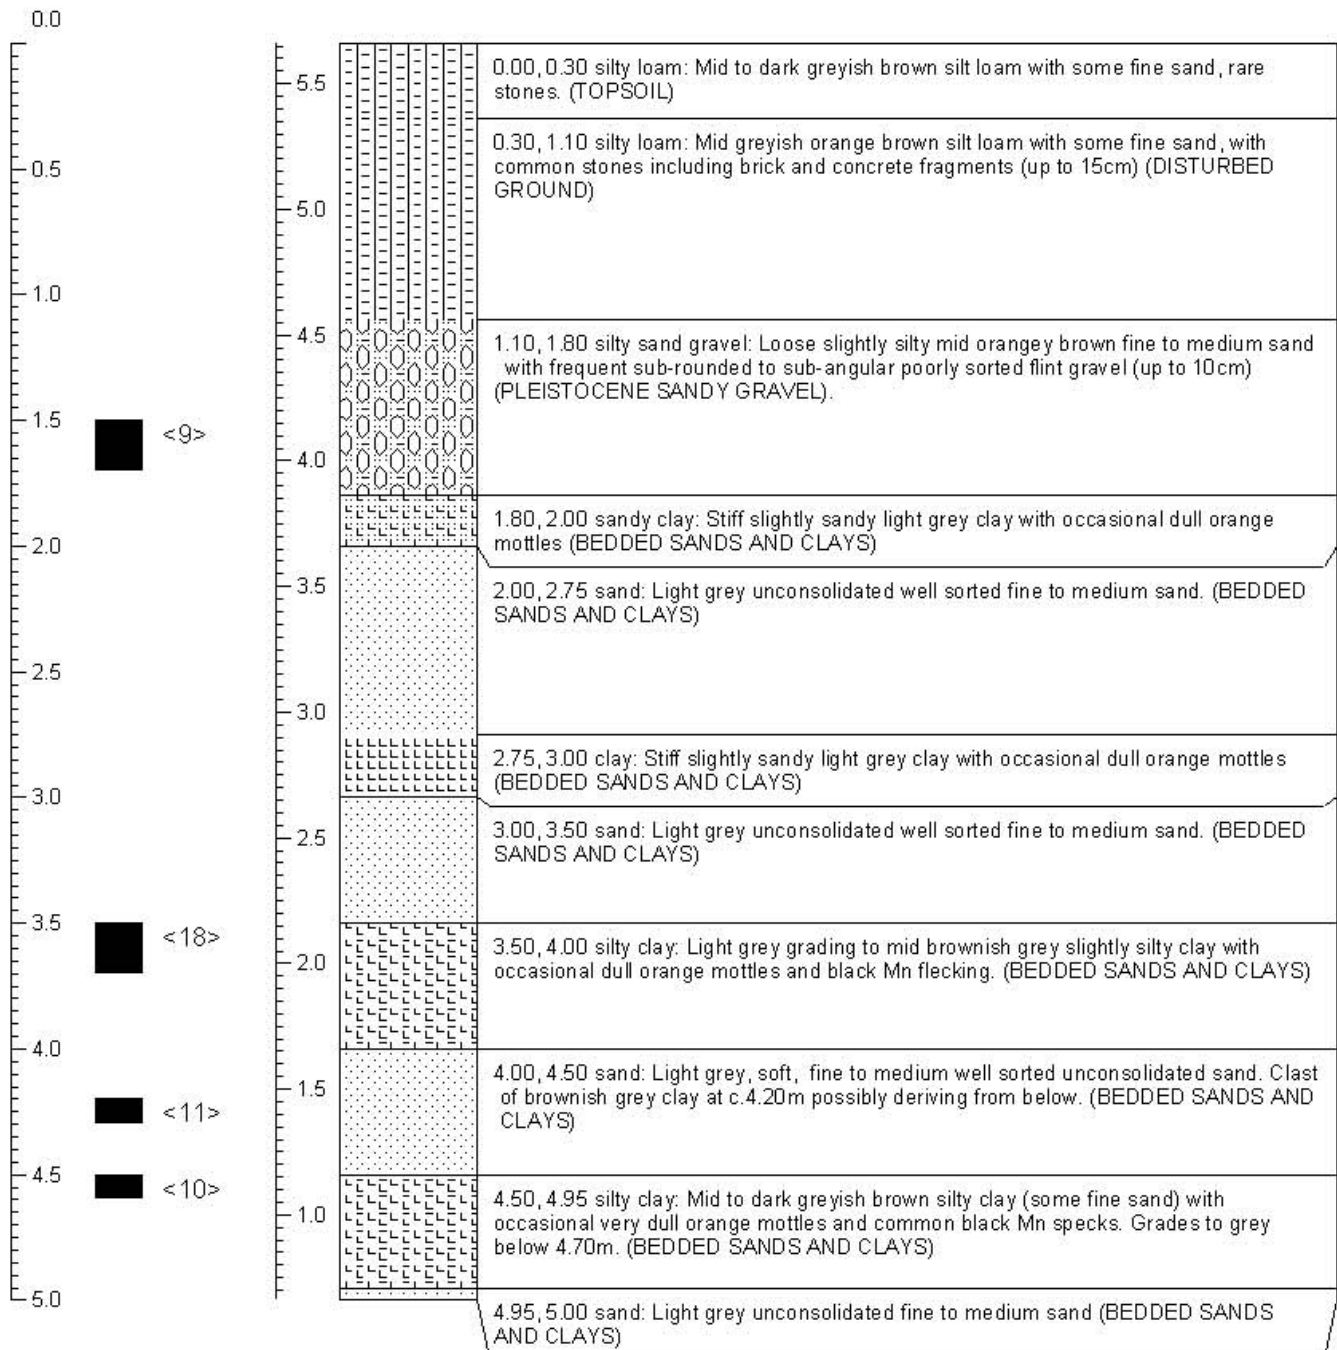 0.0
0.5
1.0
1.5
2.0
2.5
3.0
3.5
4.0
4.5
5.0
<9>
<18>
<11>
<10>
5.5
5.0
4.5
4.0
3.5
3.0
2.5
2.0
1.5
1.0
0.00, 0.30 silty loam: Mid to dark greyish brown silt loam with some fine sand, rare
stones. (TOPSOIL)
0.30, 1.10 silty loam: Mid greyish orange brown silt loam with some fine sand, with
common stones including brick and concrete fragments (up to 15cm) (DISTURBED
GROUND)
1.10, 1.80 silty sand gravel: Loose slightly silty mid orangey brown fine to medium sand
with frequent sub-rounded to sub-angular poorly sorted flint gravel (up to 10cm)
(PLEISTOCENE SANDY GRAVEL).
1.80, 2.00 sandy clay: Stiff slightly sandy light grey clay with occasional dull orange
mottles (BEDDED SANDS AND CLAYS)
2.00, 2.75 sand: Light grey unconsolidated well sorted fine to medium sand. (BEDDED
SANDS AND CLAYS)
2.75, 3.00 clay: Stiff slightly sandy light grey clay with occasional dull orange mottles
(BEDDED SANDS AND CLAYS)
3.00, 3.50 sand: Light grey unconsolidated well sorted fine to medium sand. (BEDDED
SANDS AND CLAYS)
3.50, 4.00 silty clay: Light grey grading to mid brownish grey slightly silty clay with
occasional dull orange mottles and black Mn flecking. (BEDDED SANDS AND CLAYS)
4.00, 4.50 sand: Light grey, soft, fine to medium well sorted unconsolidated sand. Clast
of brownish grey clay at c.4.20m possibly deriving from below. (BEDDED SANDS AND
CLAYS)
4.50, 4.95 silty clay: Mid to dark greyish brown silty clay (some fine sand) with
occasional very dull orange mottles and common black Mn specks. Grades to grey
below 4.70m. (BEDDED SANDS AND CLAYS)
4.95, 5.00 sand: Light grey unconsolidated fine to medium sand (BEDDED SANDS
AND CLAYS)